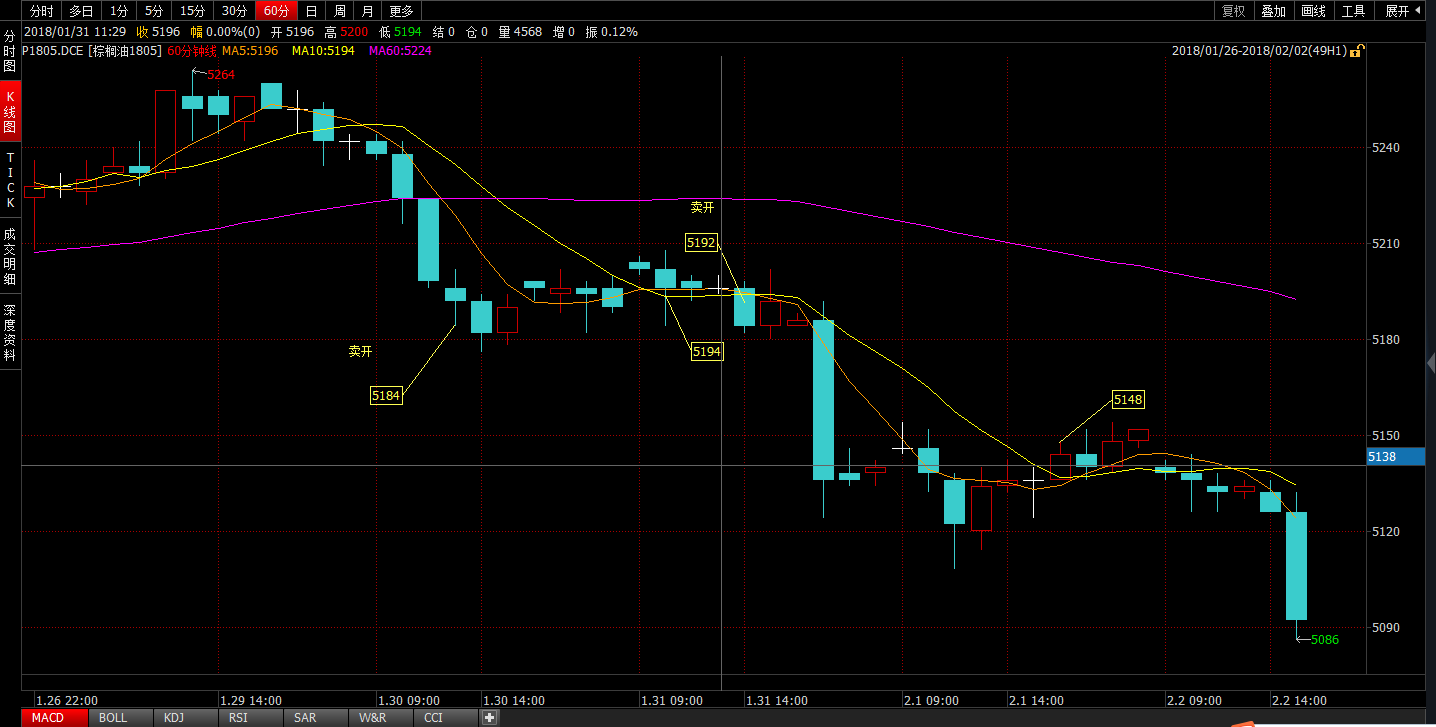 分时 多日 1分 5分 15分 30分 60分 日 周 月 更多 复权 叠加 画线 工具 展开
2018/01/31 11:29 收 5196 幅 0.00%(0) 开 5196 高 5200 低 5194 结 0 仓 0 量 4568 增 0 振 0.12%
P1805.DCE [棕榈油1805] 60分钟线 MA5:5196 MA10:5194 MA60:5224 2018/01/26-2018/02/02(49H1)
分时图
K线图
TICK
成交明细
深度资料
5264
5240
卖开
5192
5210
5180
卖开
5194
5184
5148
5150
5138
5120
5090
5086
1.26 22:00 1.29 14:00 1.30 09:00 1.30 14:00 1.31 09:00 1.31 14:00 2.1 09:00 2.1 14:00 2.2 09:00 2.2 14:00
MACD BOLL KDJ RSI SAR W&R CCI